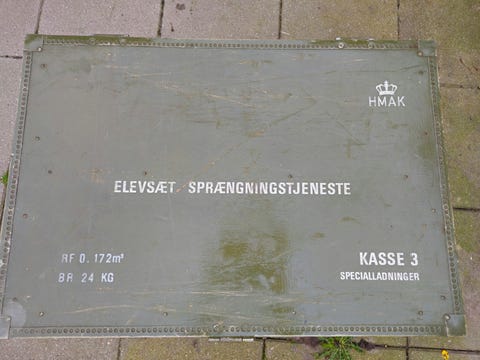 HMAK
ELEVSÆT SPRÆNGNINGSTJENESTE
RF 0.172m³
BR 24 KG
KASSE 3
SPECIALLADNINGER